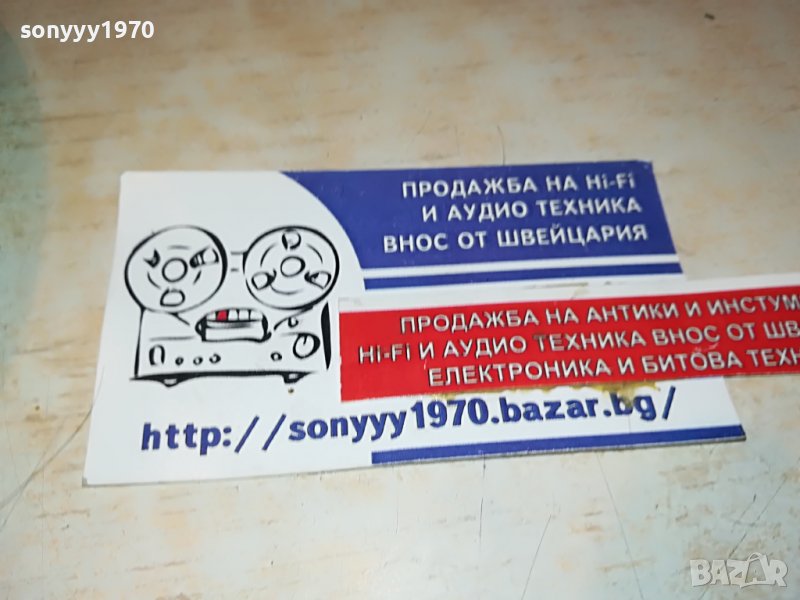 sonyyy1970
ПРОДАЖБА НА Hi-Fi
И АУДИО ТЕХНИКА
ВНОС ОТ ШВЕЙЦАРИЯ
ПРОДАЖБА НА АНТИКИ И ИНСТУМ
Hi-Fi И АУДИО ТЕХНИКА ВНОС ОТ ШВ
ЕЛЕКТРОНИКА И БИТОВА ТЕХН
http://sonyyy1970.bazar.bg/
BAZAR